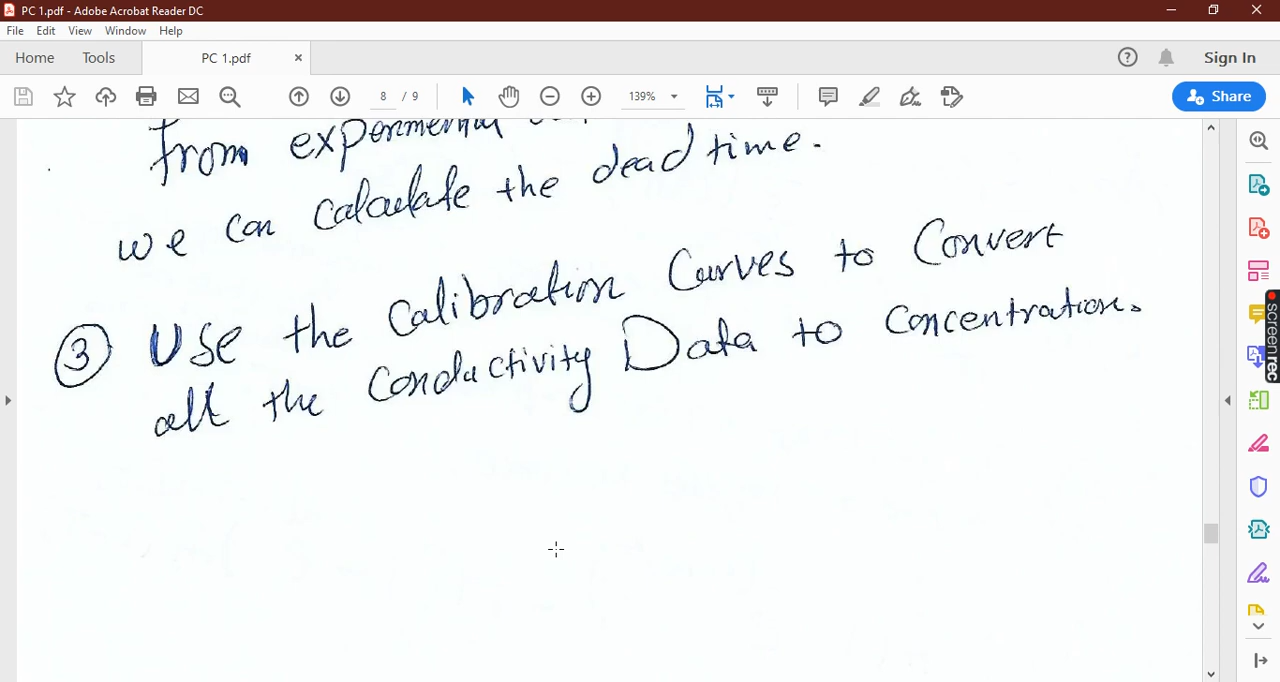 PC 1.pdf - Adobe Acrobat Reader DC
File Edit View Window Help
Home Tools PC 1.pdf × Sign In
8 / 9 139% Share
From
we can calculate the dead time.
③ Use the Calibration Curves to Convert
all the conductivity Data to concentration.
screenrec